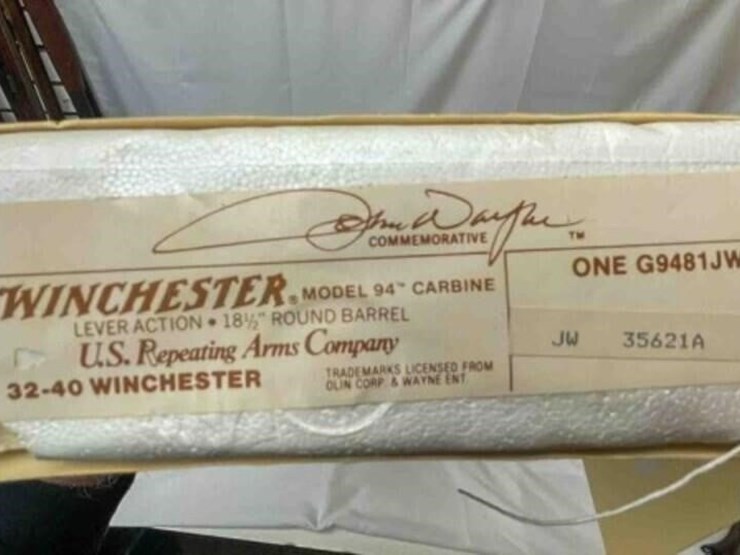 John Wayne TM
COMMEMORATIVE
WINCHESTER® MODEL 94™ CARBINE
LEVER ACTION • 18½" ROUND BARREL
U.S. Repeating Arms Company
32-40 WINCHESTER
TRADEMARKS LICENSED FROM
OLIN CORP. & WAYNE ENT.
ONE G9481JW
JW 35621A